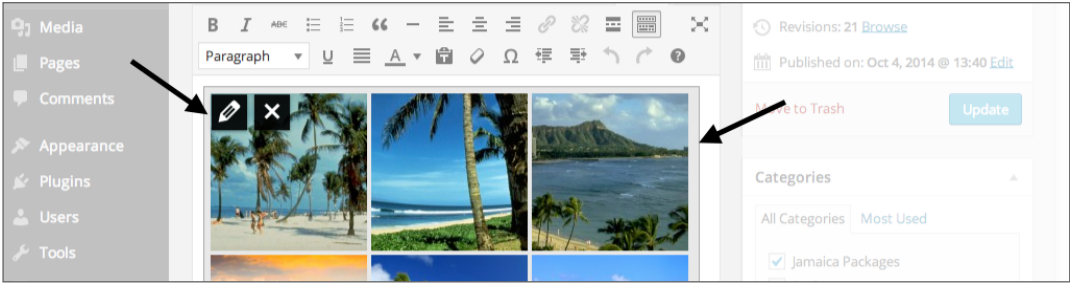 Media
Pages
Comments
Appearance
Plugins
Users
Tools
B I ABC
Paragraph U A Ω ?
Revisions: 21 Browse
Published on: Oct 4, 2014 @ 13:40 Edit
Move to Trash Update
Categories
All Categories Most Used
Jamaica Packages